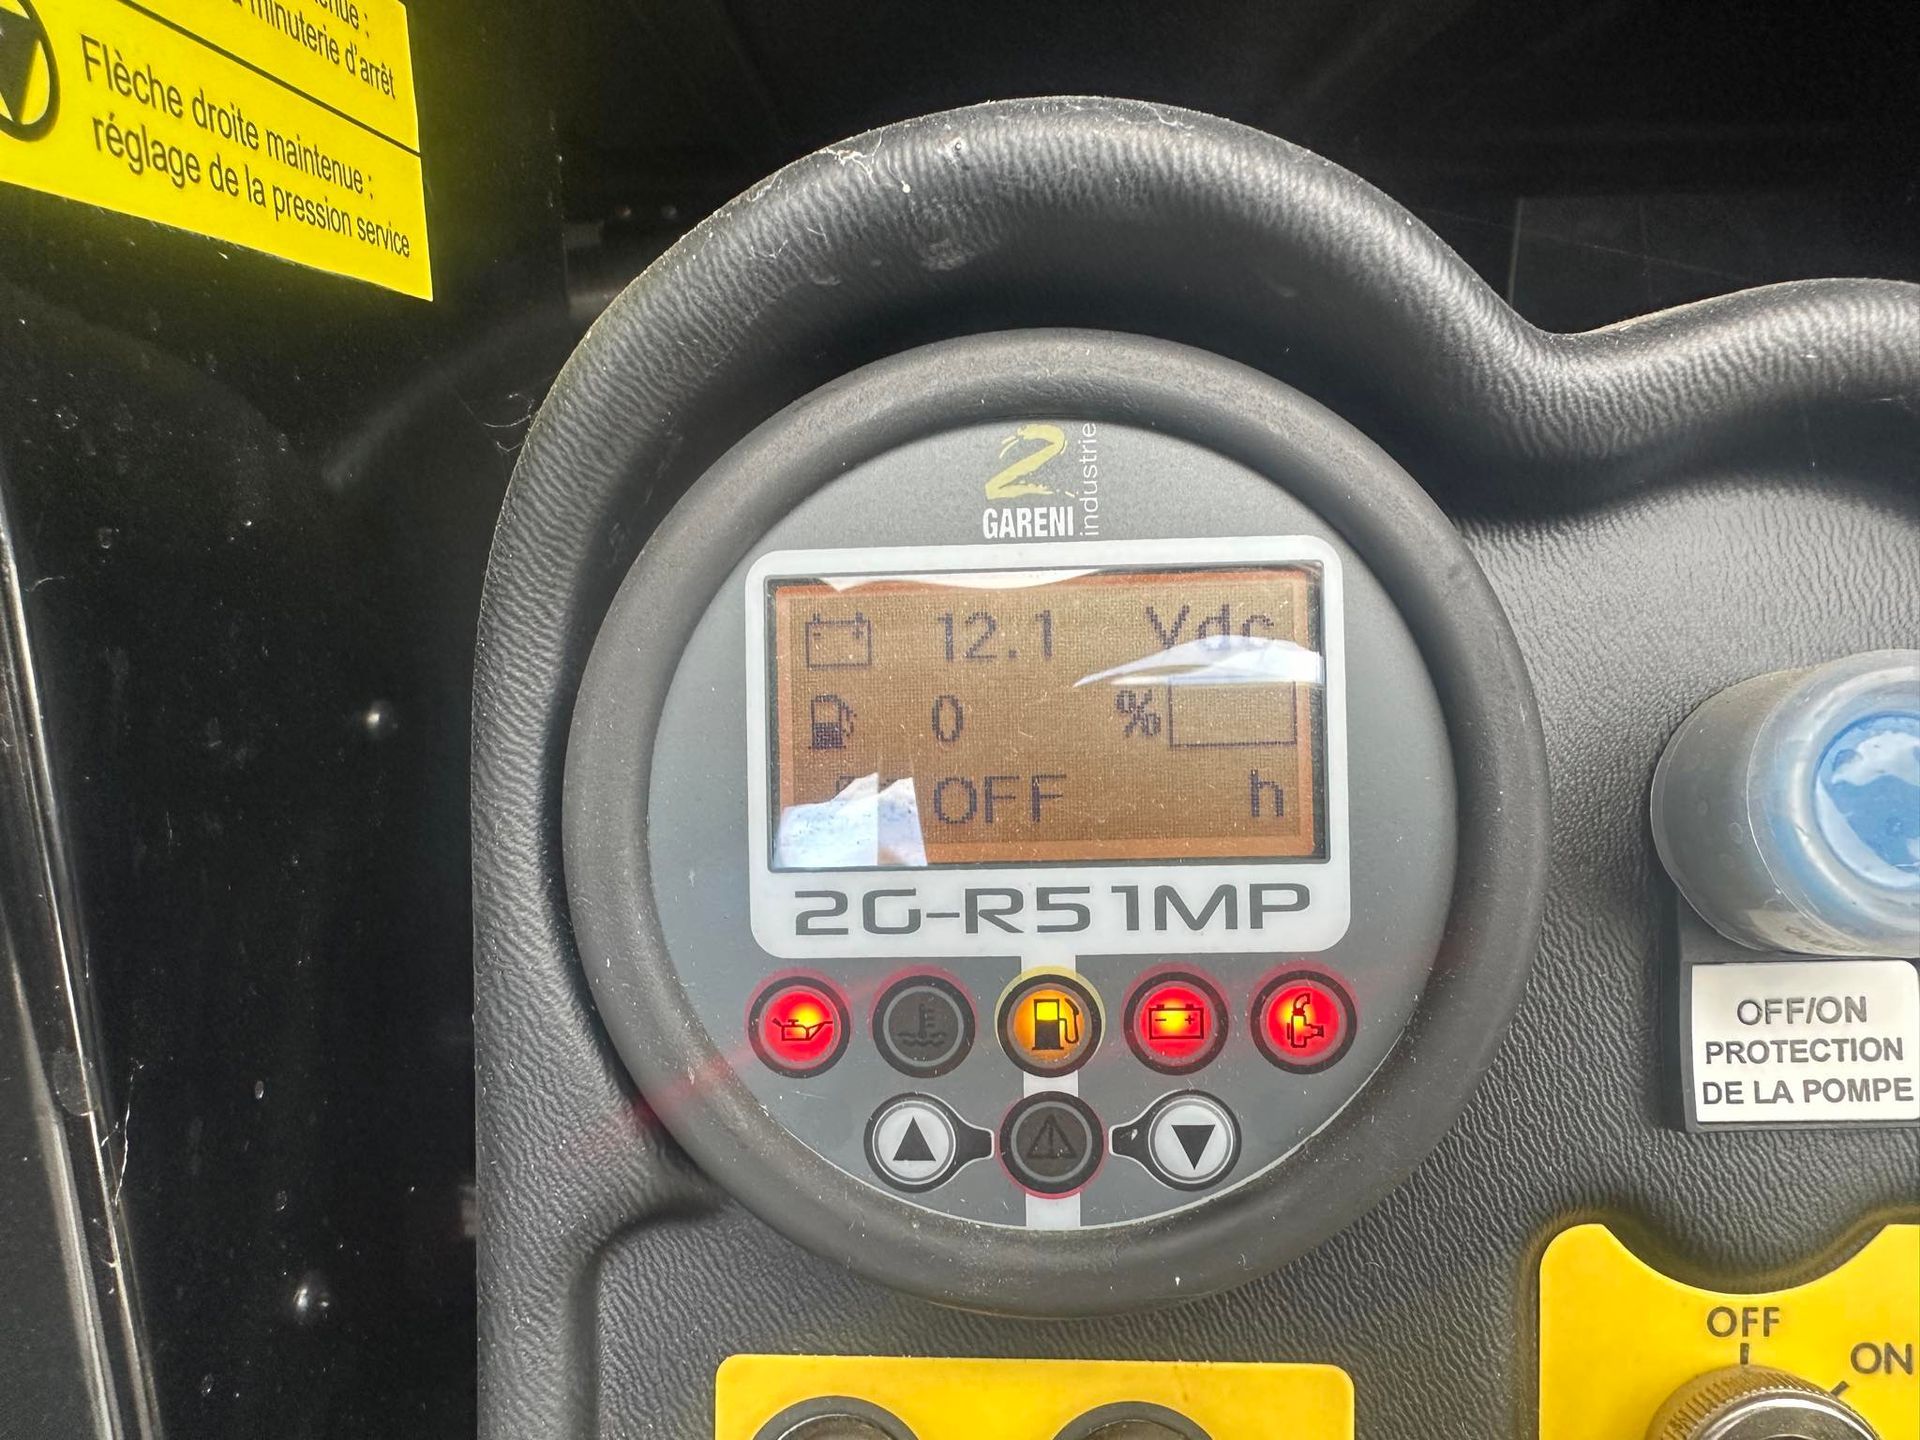 minuterie d'arrêt
Flèche droite maintenue :
réglage de la pression service
2
GARENI
industrie
12.1 Vdc
0 %
OFF h
2G-R51MP
OFF/ON
PROTECTION
DE LA POMPE
OFF
ON